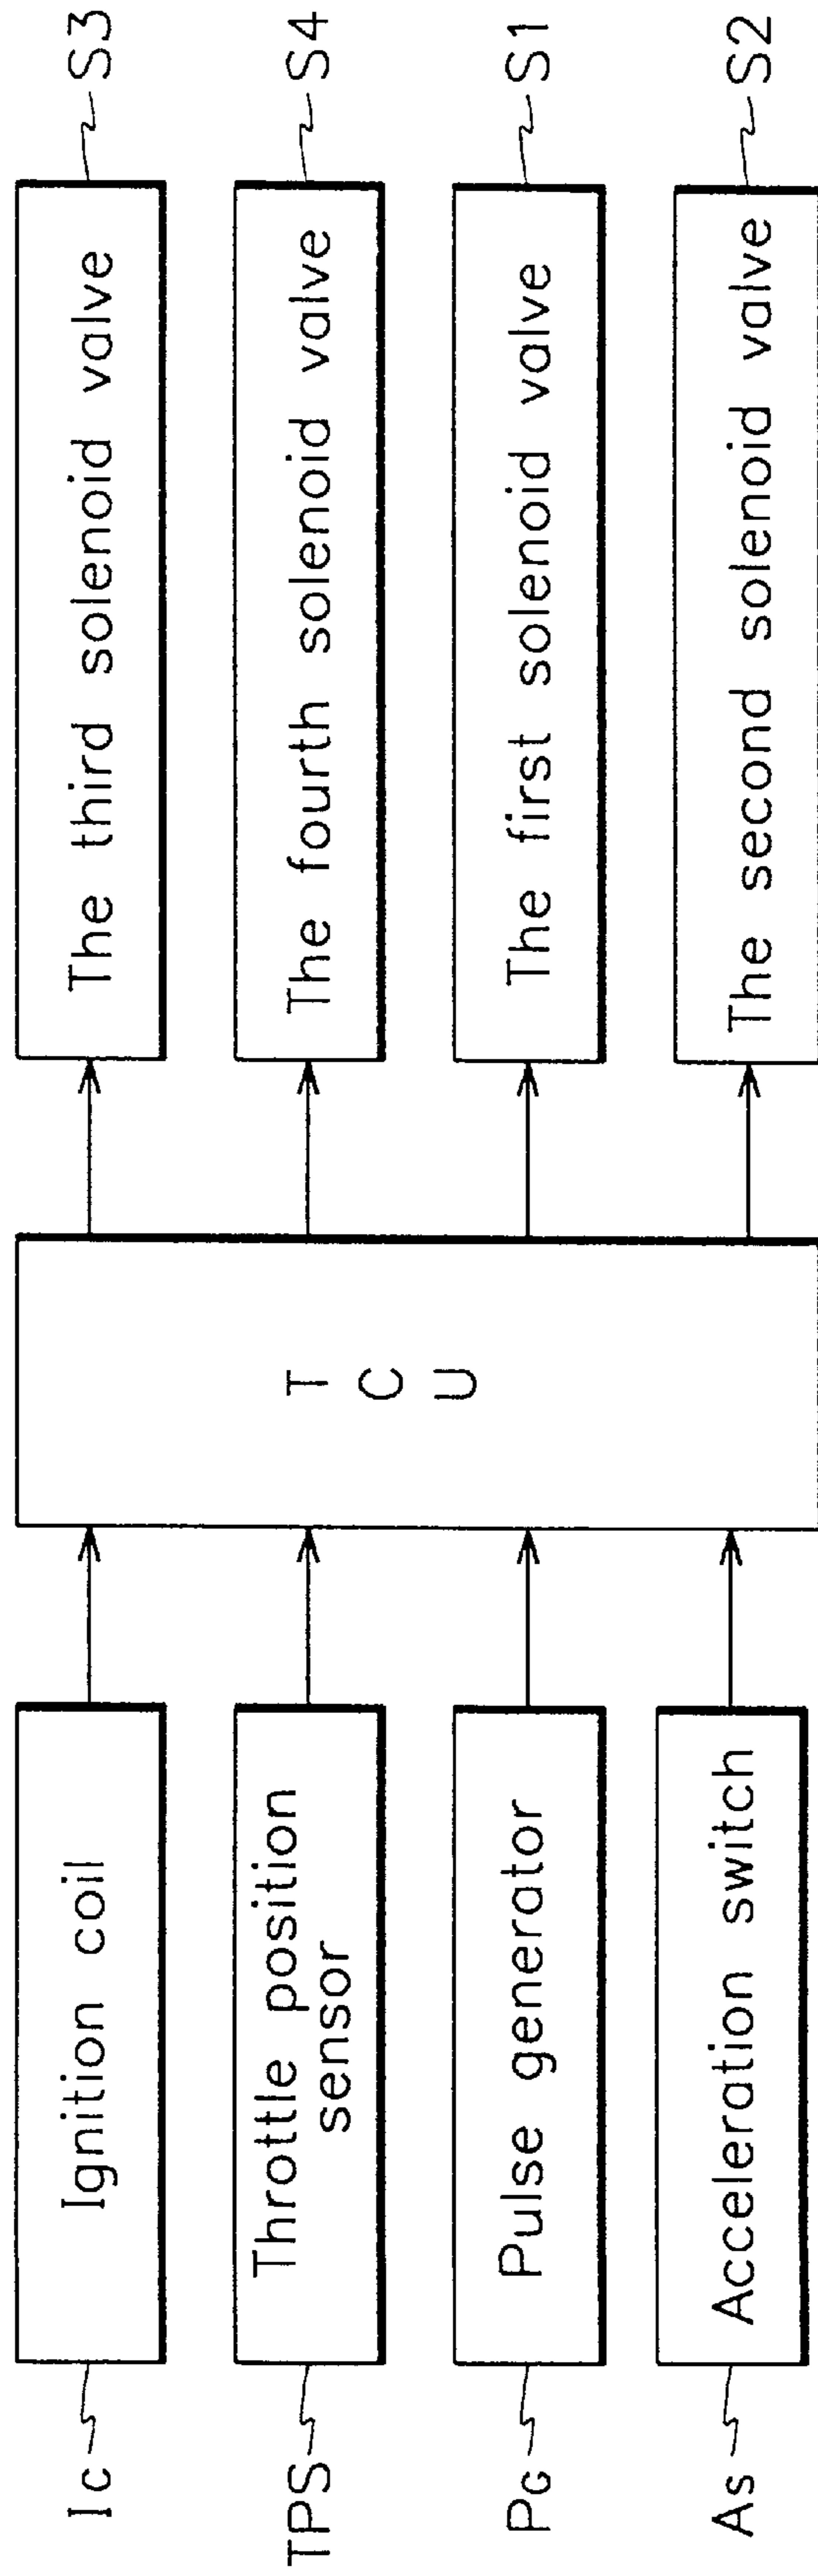 Ic
Ignition coil
TPS
Throttle position
sensor
PG
Pulse generator
As
Acceleration switch
T
C
U
The third solenoid valve
S3
The fourth solenoid valve
S4
The first solenoid valve
S1
The second solenoid valve
S2